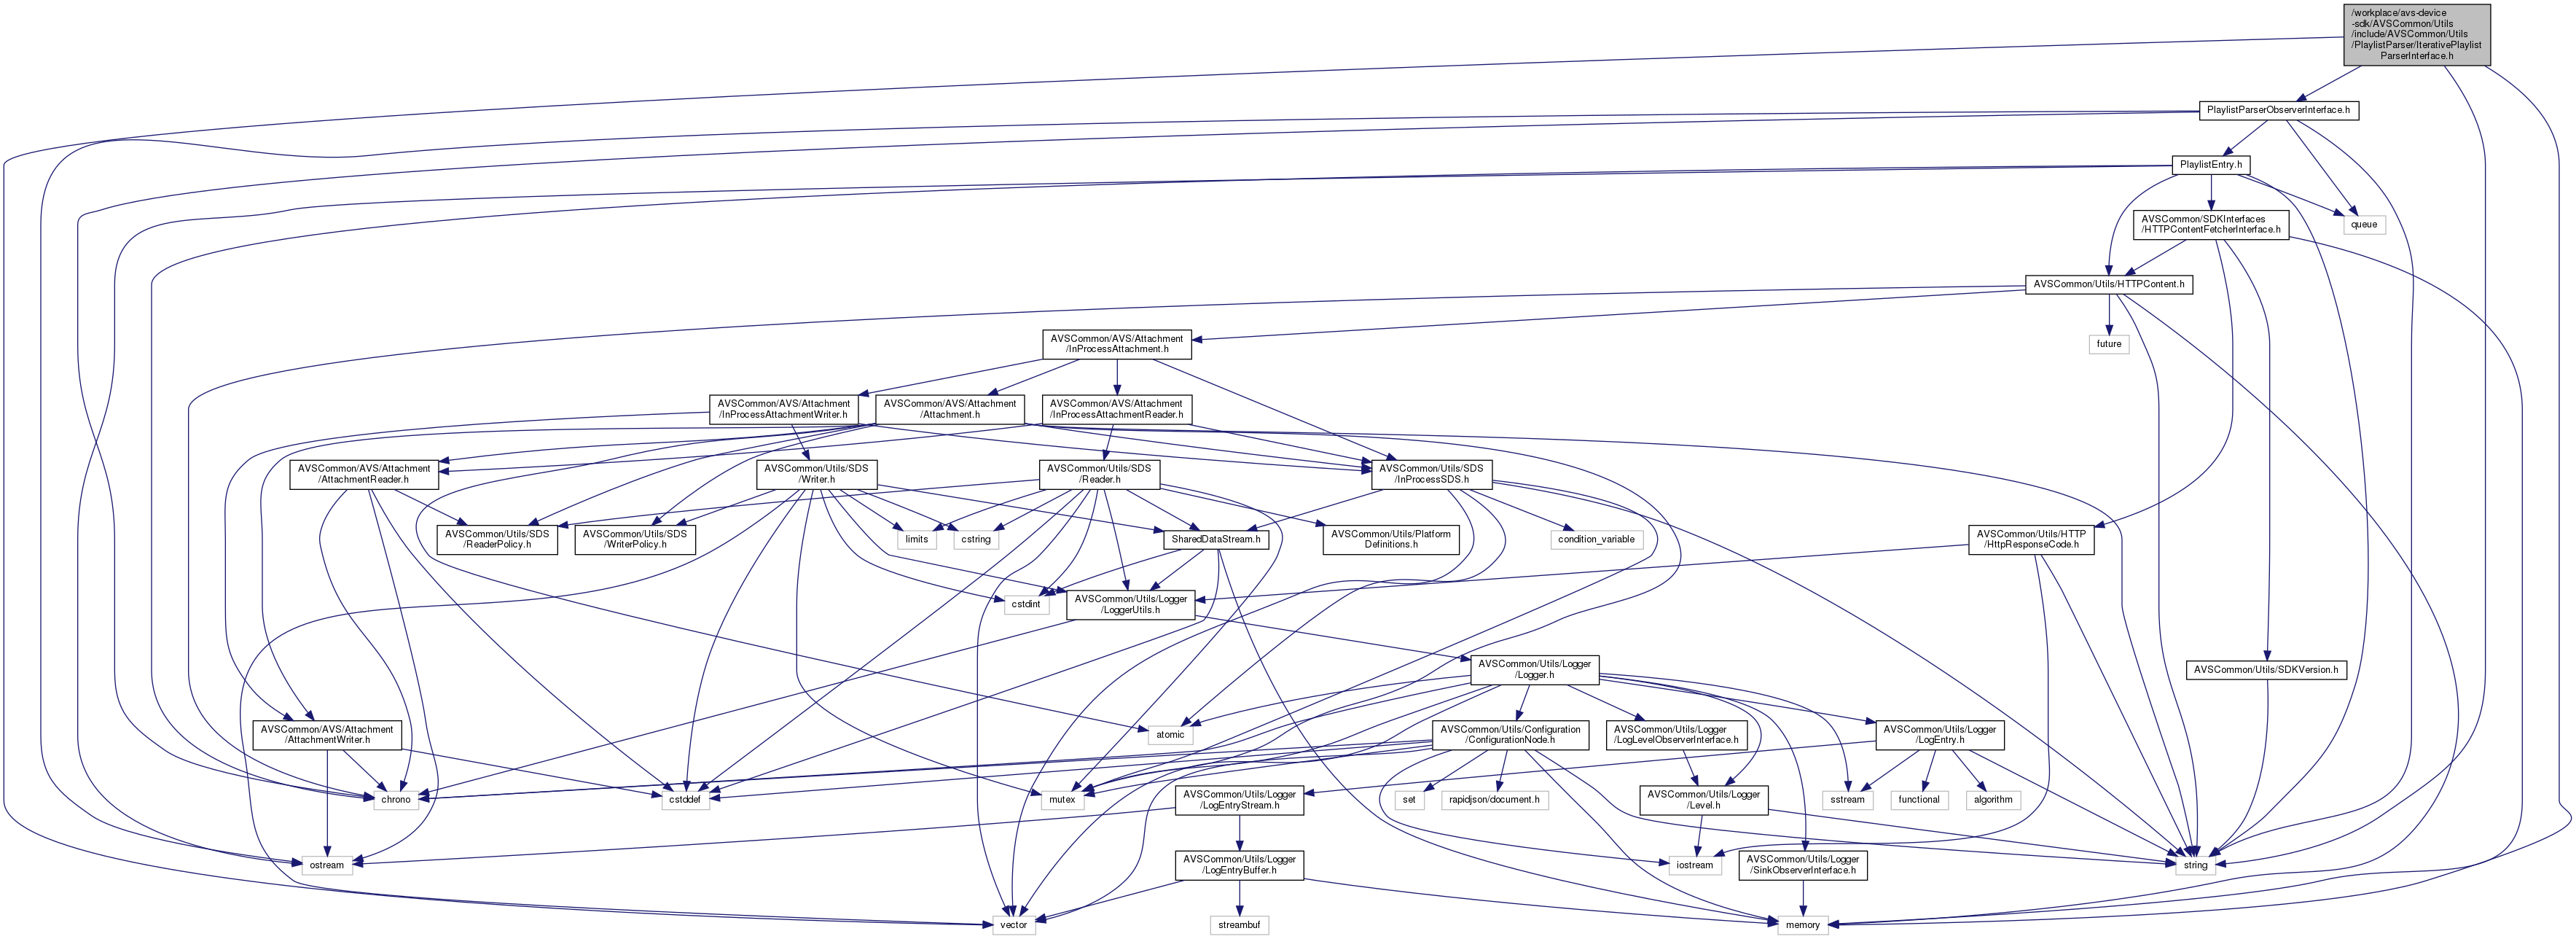 /workplace/avs-device
-sdk/AVSCommon/Utils
/include/AVSCommon/Utils
/PlaylistParser/IterativePlaylist
ParserInterface.h
PlaylistParserObserverInterface.h
PlaylistEntry.h
AVSCommon/SDKInterfaces
/HTTPContentFetcherInterface.h
queue
AVSCommon/Utils/HTTPContent.h
AVSCommon/AVS/Attachment
/InProcessAttachment.h
future
AVSCommon/AVS/Attachment
/InProcessAttachmentWriter.h
AVSCommon/AVS/Attachment
/Attachment.h
AVSCommon/AVS/Attachment
/InProcessAttachmentReader.h
AVSCommon/AVS/Attachment
/AttachmentReader.h
AVSCommon/Utils/SDS
/Writer.h
AVSCommon/Utils/SDS
/Reader.h
AVSCommon/Utils/SDS
/InProcessSDS.h
AVSCommon/Utils/SDS
/ReaderPolicy.h
AVSCommon/Utils/SDS
/WriterPolicy.h
limits
cstring
SharedDataStream.h
AVSCommon/Utils/Platform
Definitions.h
condition_variable
AVSCommon/Utils/HTTP
/HttpResponseCode.h
cstdint
AVSCommon/Utils/Logger
/LoggerUtils.h
AVSCommon/Utils/Logger
/Logger.h
AVSCommon/Utils/SDKVersion.h
AVSCommon/AVS/Attachment
/AttachmentWriter.h
atomic
AVSCommon/Utils/Configuration
/ConfigurationNode.h
AVSCommon/Utils/Logger
/LogLevelObserverInterface.h
AVSCommon/Utils/Logger
/LogEntry.h
chrono
cstddef
mutex
set
rapidjson/document.h
AVSCommon/Utils/Logger
/LogEntryStream.h
AVSCommon/Utils/Logger
/Level.h
sstream
functional
algorithm
ostream
AVSCommon/Utils/Logger
/LogEntryBuffer.h
iostream
AVSCommon/Utils/Logger
/SinkObserverInterface.h
string
vector
streambuf
memory